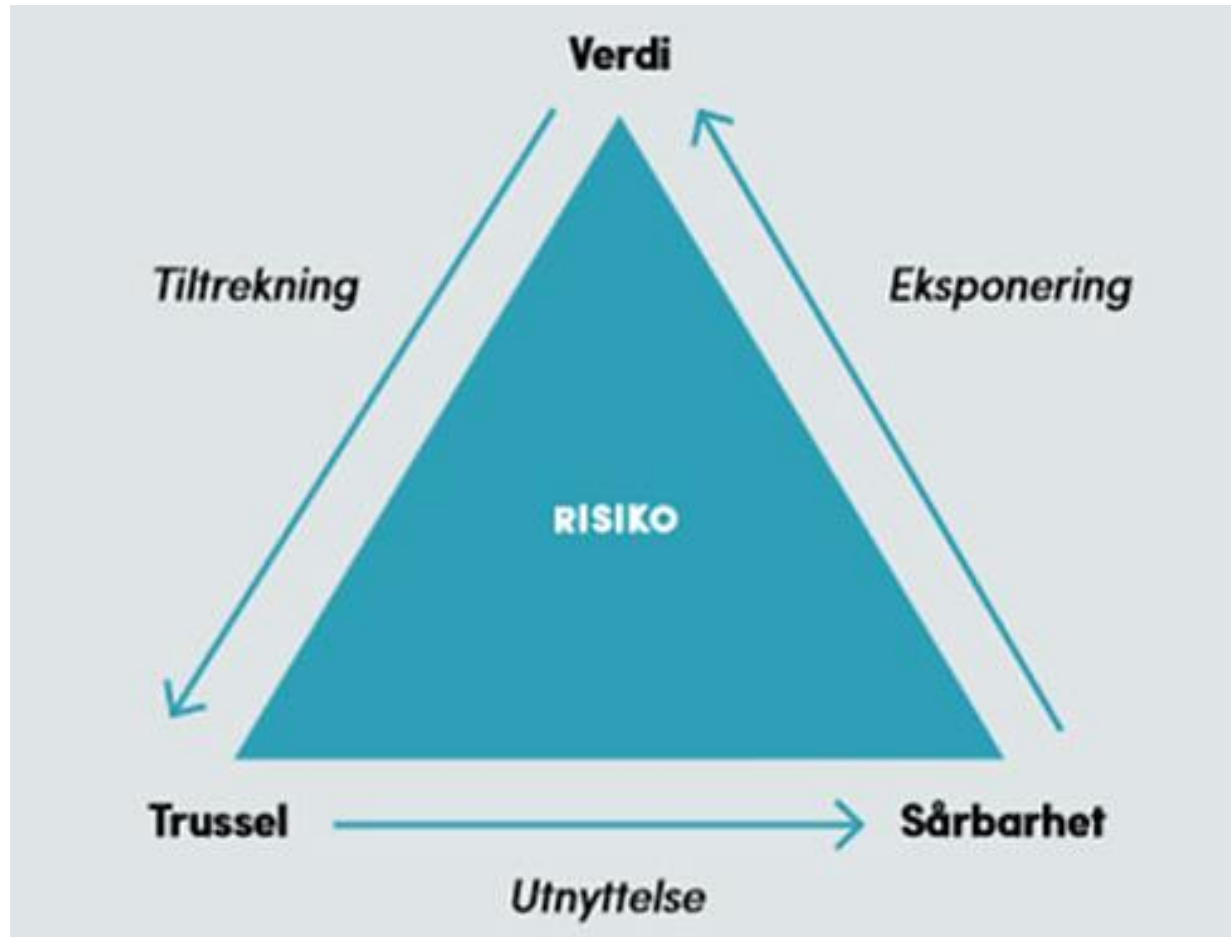 Verdi
Tiltrekning
Eksponering
RISIKO
Trussel
Sårbarhet
Utnyttelse